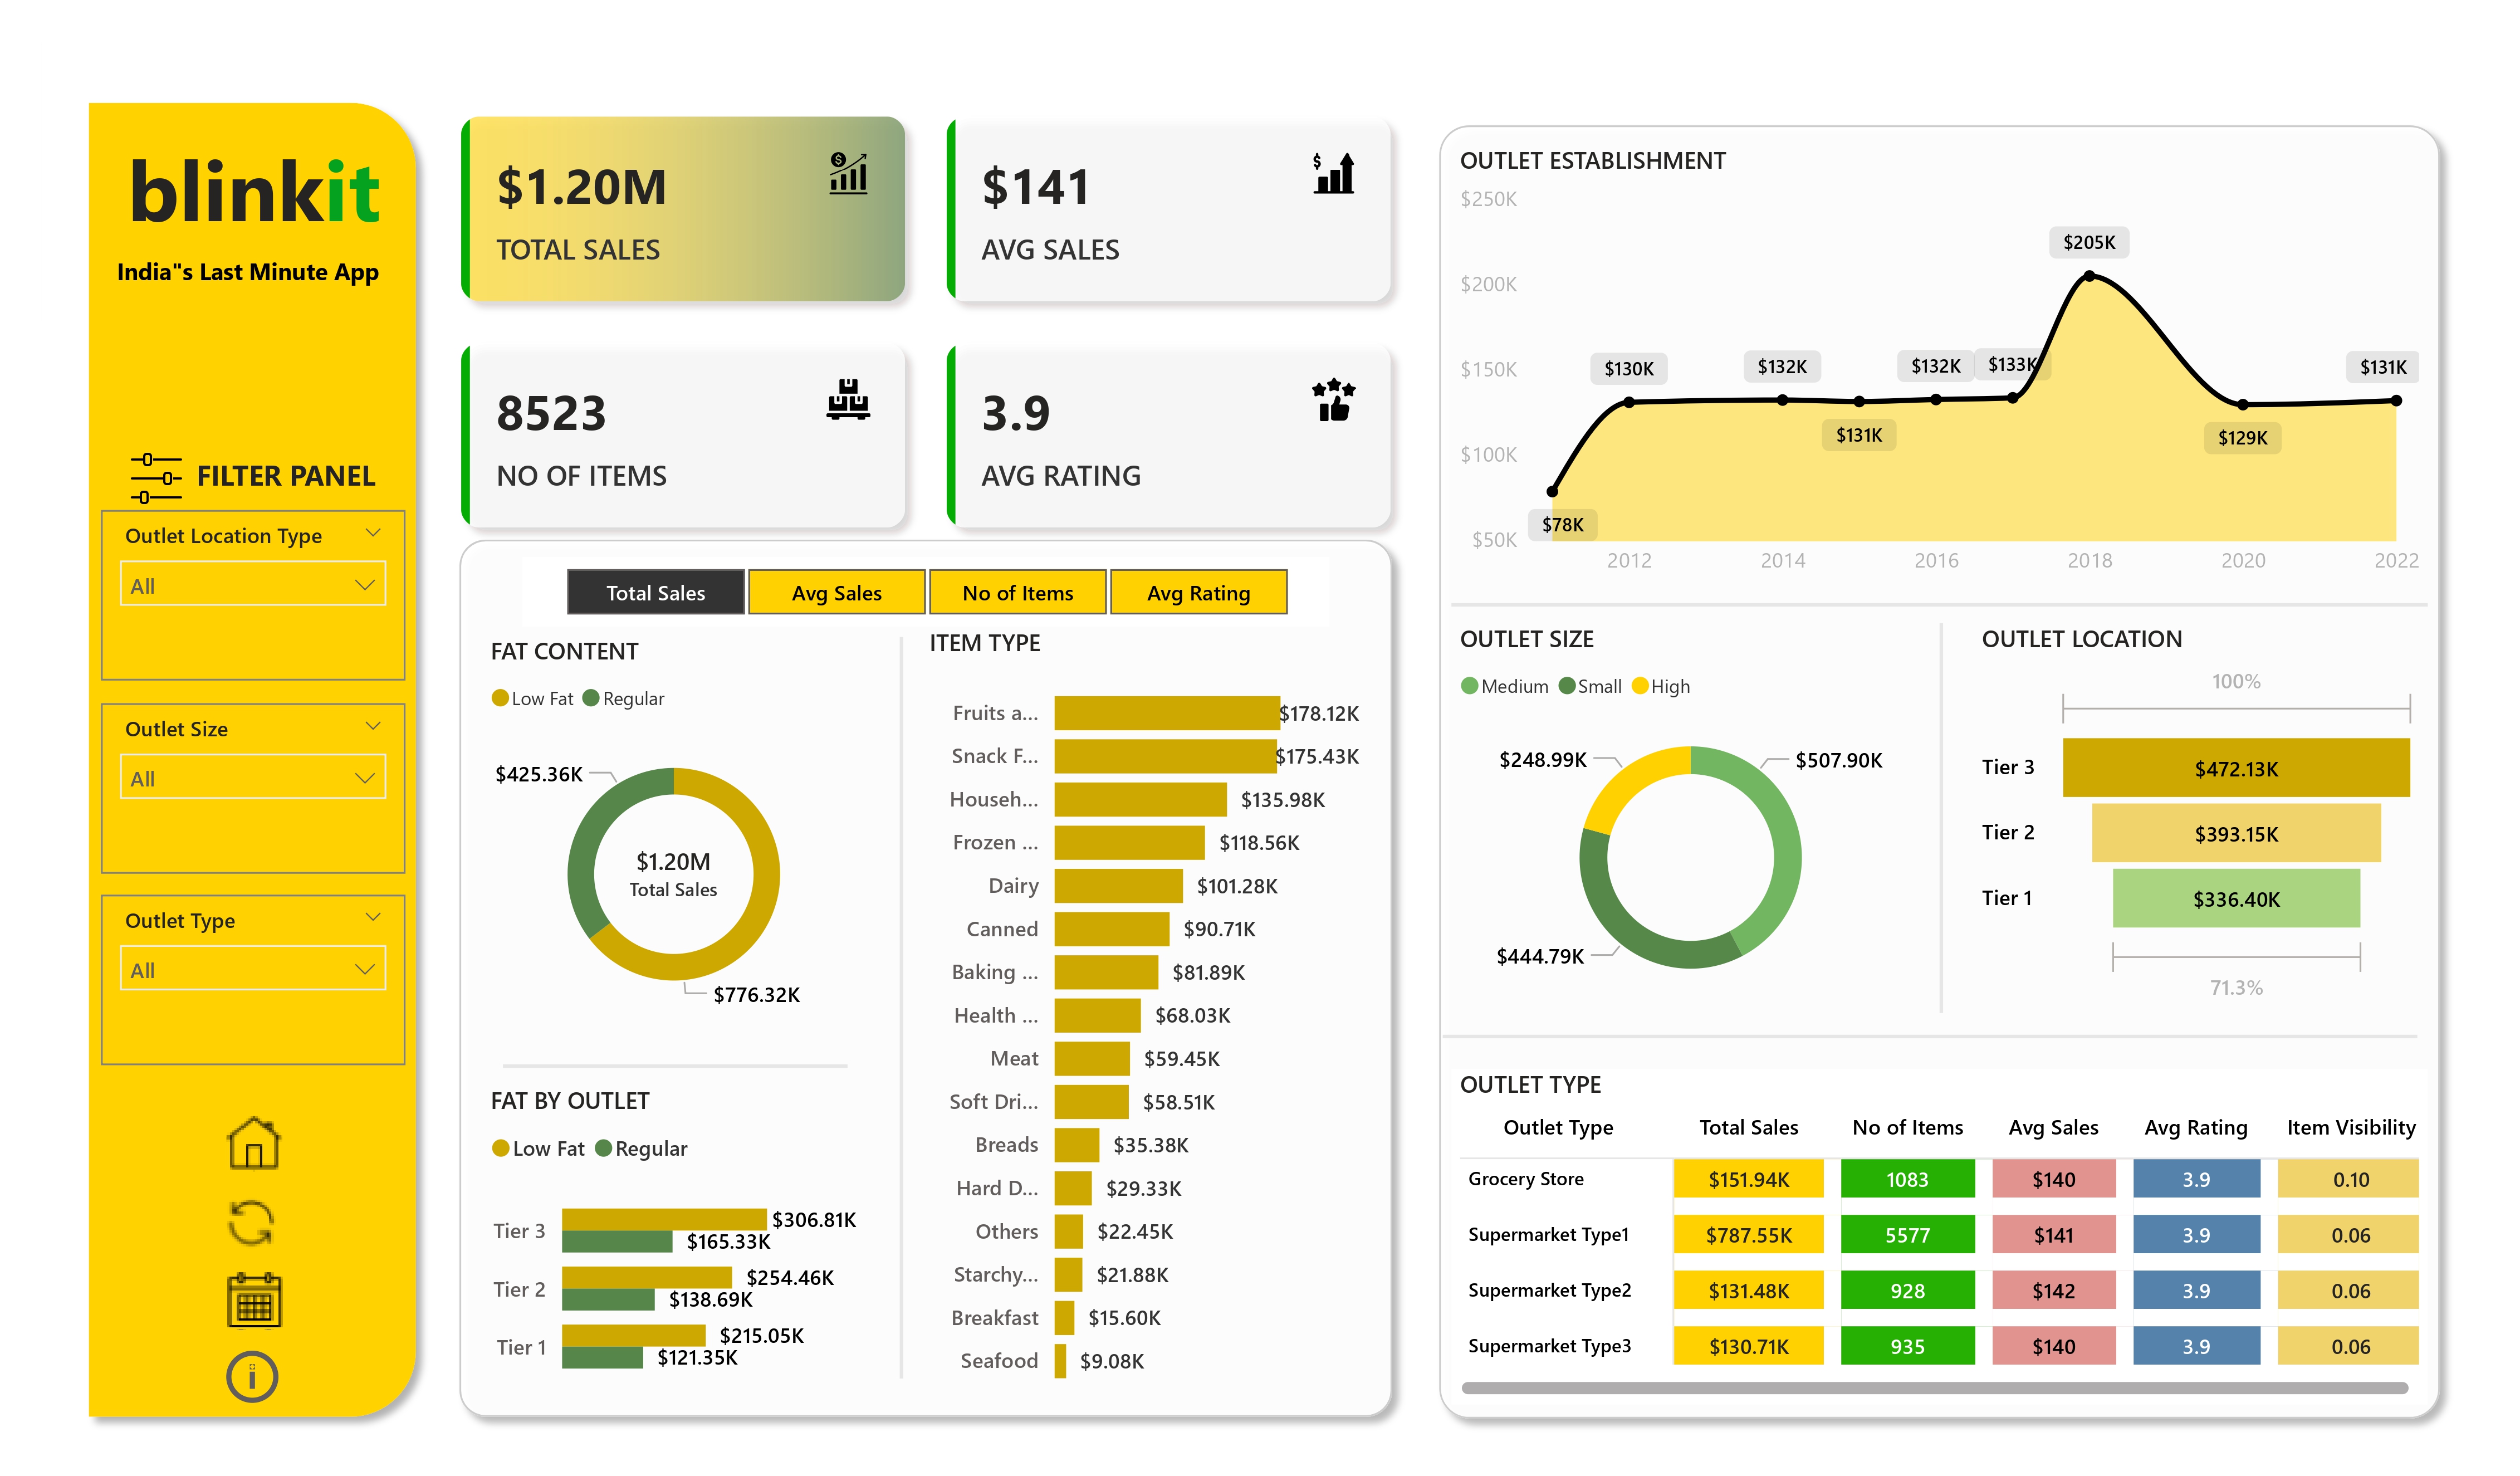 blinkit
India"s Last Minute App
FILTER PANEL
Outlet Location Type
All
Outlet Size
All
Outlet Type
All
$1.20M
TOTAL SALES
$141
AVG SALES
8523
NO OF ITEMS
3.9
AVG RATING
Total Sales
Avg Sales
No of Items
Avg Rating
FAT CONTENT
Low Fat Regular
$425.36K
$1.20M
Total Sales
$776.32K
FAT BY OUTLET
Low Fat Regular
Tier 3 $306.81K
$165.33K
Tier 2 $254.46K
$138.69K
Tier 1 $215.05K
$121.35K
ITEM TYPE
Fruits a... $178.12K
Snack F... $175.43K
Househ... $135.98K
Frozen ... $118.56K
Dairy $101.28K
Canned $90.71K
Baking ... $81.89K
Health ... $68.03K
Meat $59.45K
Soft Dri... $58.51K
Breads $35.38K
Hard D... $29.33K
Others $22.45K
Starchy... $21.88K
Breakfast $15.60K
Seafood $9.08K
OUTLET ESTABLISHMENT
$250K
$200K
$150K
$100K
$50K
$78K
$130K
$132K
$131K
$132K
$133K
$205K
$129K
$131K
2012 2014 2016 2018 2020 2022
OUTLET SIZE
Medium Small High
$248.99K
$507.90K
$444.79K
OUTLET LOCATION
100%
Tier 3 $472.13K
Tier 2 $393.15K
Tier 1 $336.40K
71.3%
OUTLET TYPE
Outlet Type Total Sales No of Items Avg Sales Avg Rating Item Visibility
Grocery Store $151.94K 1083 $140 3.9 0.10
Supermarket Type1 $787.55K 5577 $141 3.9 0.06
Supermarket Type2 $131.48K 928 $142 3.9 0.06
Supermarket Type3 $130.71K 935 $140 3.9 0.06